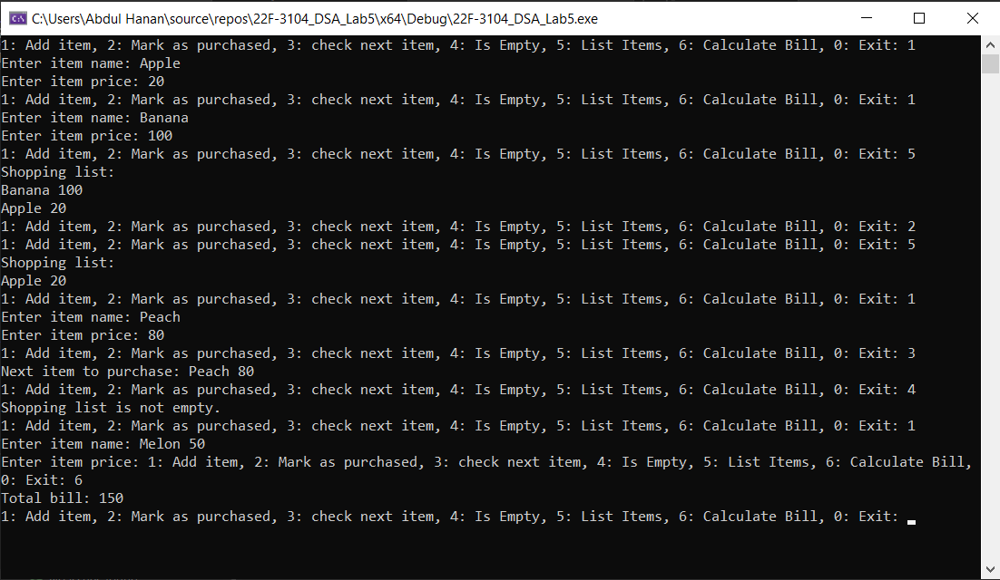 C:\Users\Abdul Hanan\source\repos\22F-3104_DSA_Lab5\x64\Debug\22F-3104_DSA_Lab5.exe
1: Add item, 2: Mark as purchased, 3: check next item, 4: Is Empty, 5: List Items, 6: Calculate Bill, 0: Exit: 1
Enter item name: Apple
Enter item price: 20
1: Add item, 2: Mark as purchased, 3: check next item, 4: Is Empty, 5: List Items, 6: Calculate Bill, 0: Exit: 1
Enter item name: Banana
Enter item price: 100
1: Add item, 2: Mark as purchased, 3: check next item, 4: Is Empty, 5: List Items, 6: Calculate Bill, 0: Exit: 5
Shopping list:
Banana 100
Apple 20
1: Add item, 2: Mark as purchased, 3: check next item, 4: Is Empty, 5: List Items, 6: Calculate Bill, 0: Exit: 2
1: Add item, 2: Mark as purchased, 3: check next item, 4: Is Empty, 5: List Items, 6: Calculate Bill, 0: Exit: 5
Shopping list:
Apple 20
1: Add item, 2: Mark as purchased, 3: check next item, 4: Is Empty, 5: List Items, 6: Calculate Bill, 0: Exit: 1
Enter item name: Peach
Enter item price: 80
1: Add item, 2: Mark as purchased, 3: check next item, 4: Is Empty, 5: List Items, 6: Calculate Bill, 0: Exit: 3
Next item to purchase: Peach 80
1: Add item, 2: Mark as purchased, 3: check next item, 4: Is Empty, 5: List Items, 6: Calculate Bill, 0: Exit: 4
Shopping list is not empty.
1: Add item, 2: Mark as purchased, 3: check next item, 4: Is Empty, 5: List Items, 6: Calculate Bill, 0: Exit: 1
Enter item name: Melon 50
Enter item price: 1: Add item, 2: Mark as purchased, 3: check next item, 4: Is Empty, 5: List Items, 6: Calculate Bill,
0: Exit: 6
Total bill: 150
1: Add item, 2: Mark as purchased, 3: check next item, 4: Is Empty, 5: List Items, 6: Calculate Bill, 0: Exit: